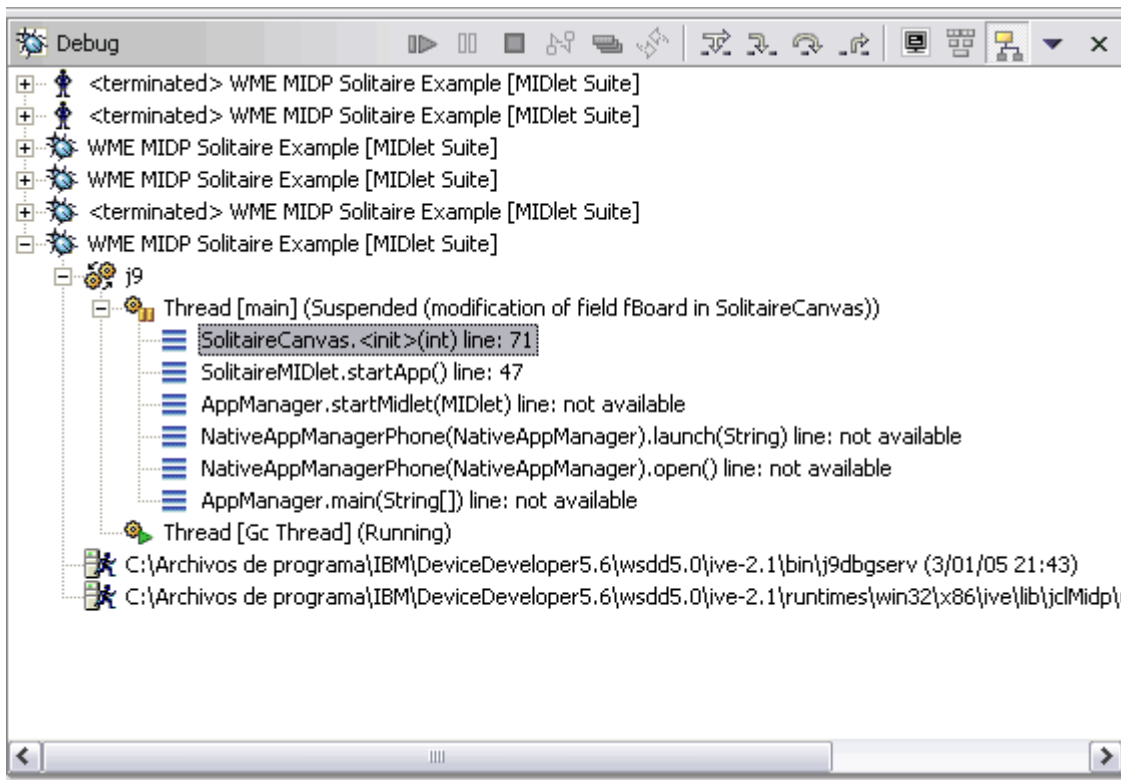 Debug
<terminated> WME MIDP Solitaire Example [MIDlet Suite]
<terminated> WME MIDP Solitaire Example [MIDlet Suite]
WME MIDP Solitaire Example [MIDlet Suite]
WME MIDP Solitaire Example [MIDlet Suite]
<terminated> WME MIDP Solitaire Example [MIDlet Suite]
WME MIDP Solitaire Example [MIDlet Suite]
j9
Thread [main] (Suspended (modification of field fBoard in SolitaireCanvas))
SolitaireCanvas.<init>(int) line: 71
SolitaireMIDlet.startApp() line: 47
AppManager.startMidlet(MIDlet) line: not available
NativeAppManagerPhone(NativeAppManager).launch(String) line: not available
NativeAppManagerPhone(NativeAppManager).open() line: not available
AppManager.main(String[]) line: not available
Thread [Gc Thread] (Running)
C:\Archivos de programa\IBM\DeviceDeveloper5.6\wsdd5.0\ive-2.1\bin\j9dbgserv (3/01/05 21:43)
C:\Archivos de programa\IBM\DeviceDeveloper5.6\wsdd5.0\ive-2.1\runtimes\win32\x86\ive\lib\jclMidp\